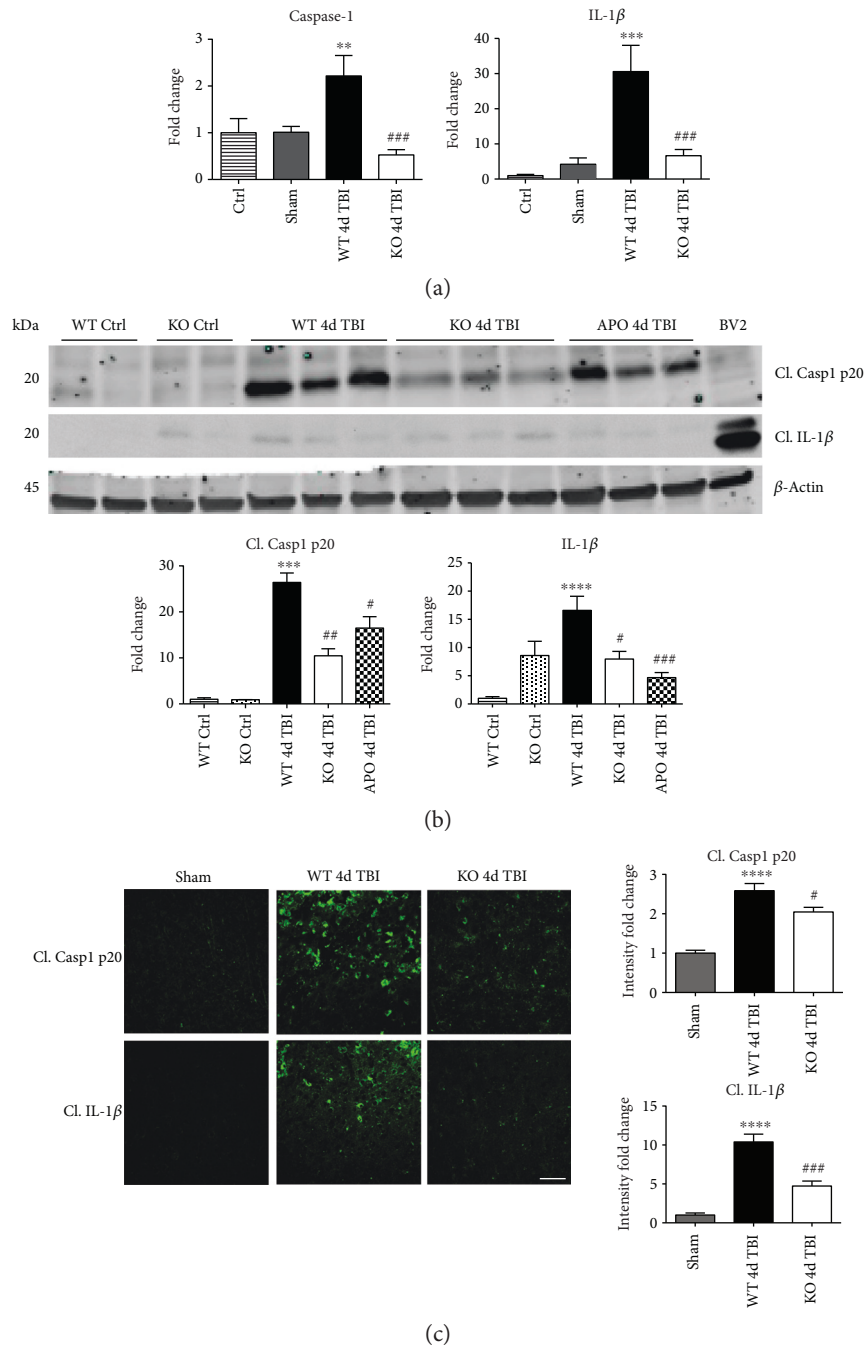 Caspase-1
Fold change
3
2
1
0
**
###
Ctrl
Sham
WT 4d TBI
KO 4d TBI
IL-1β
Fold change
40
30
20
10
0
***
###
Ctrl
Sham
WT 4d TBI
KO 4d TBI
(a)
kDa WT Ctrl KO Ctrl WT 4d TBI KO 4d TBI APO 4d TBI BV2
20 Cl. Casp1 p20
20 Cl. IL-1β
45 β-Actin
Cl. Casp1 p20
Fold change
30
20
10
0
***
##
#
WT Ctrl
KO Ctrl
WT 4d TBI
KO 4d TBI
APO 4d TBI
IL-1β
Fold change
25
20
15
10
5
0
****
#
###
WT Ctrl
KO Ctrl
WT 4d TBI
KO 4d TBI
APO 4d TBI
(b)
Sham WT 4d TBI KO 4d TBI
Cl. Casp1 p20
Cl. IL-1β
Cl. Casp1 p20
Intensity fold change
3
2
1
0
****
#
Sham
WT 4d TBI
KO 4d TBI
Cl. IL-1β
Intensity fold change
15
10
5
0
****
###
Sham
WT 4d TBI
KO 4d TBI
(c)